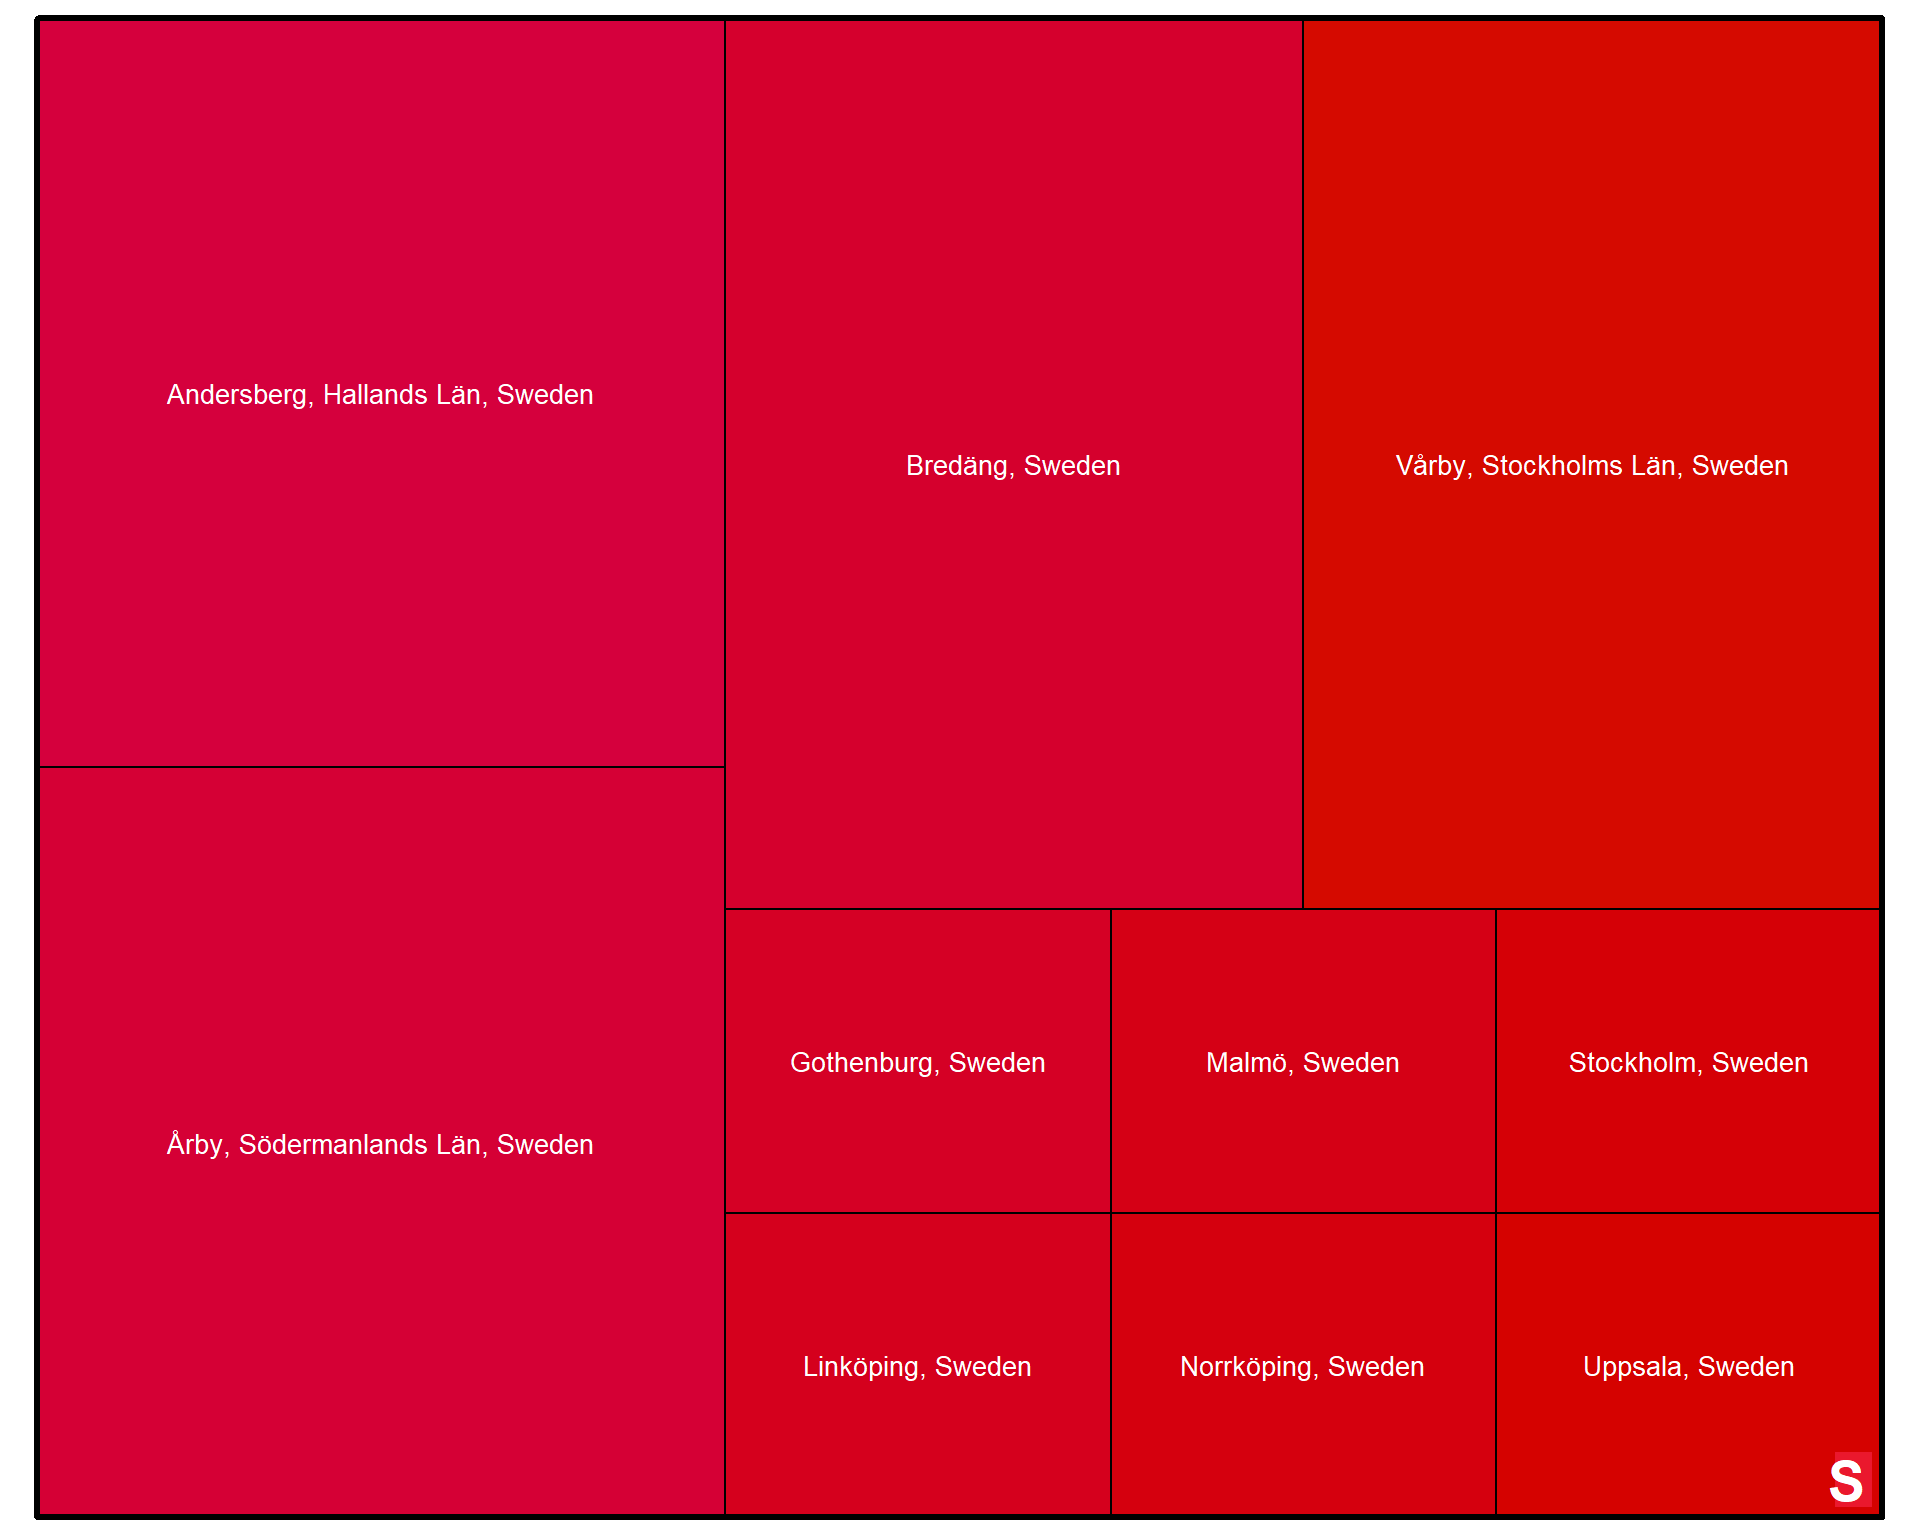 Andersberg, Hallands Län, Sweden
Bredäng, Sweden
Vårby, Stockholms Län, Sweden
Årby, Södermanlands Län, Sweden
Gothenburg, Sweden
Malmö, Sweden
Stockholm, Sweden
Linköping, Sweden
Norrköping, Sweden
Uppsala, Sweden
S